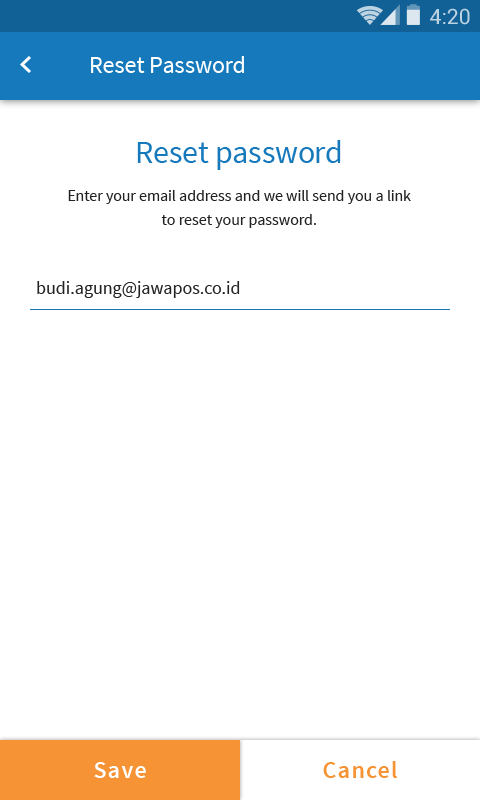 4:20
Reset Password
Reset password
Enter your email address and we will send you a link
to reset your password.
budi.agung@jawapos.co.id
Save
Cancel